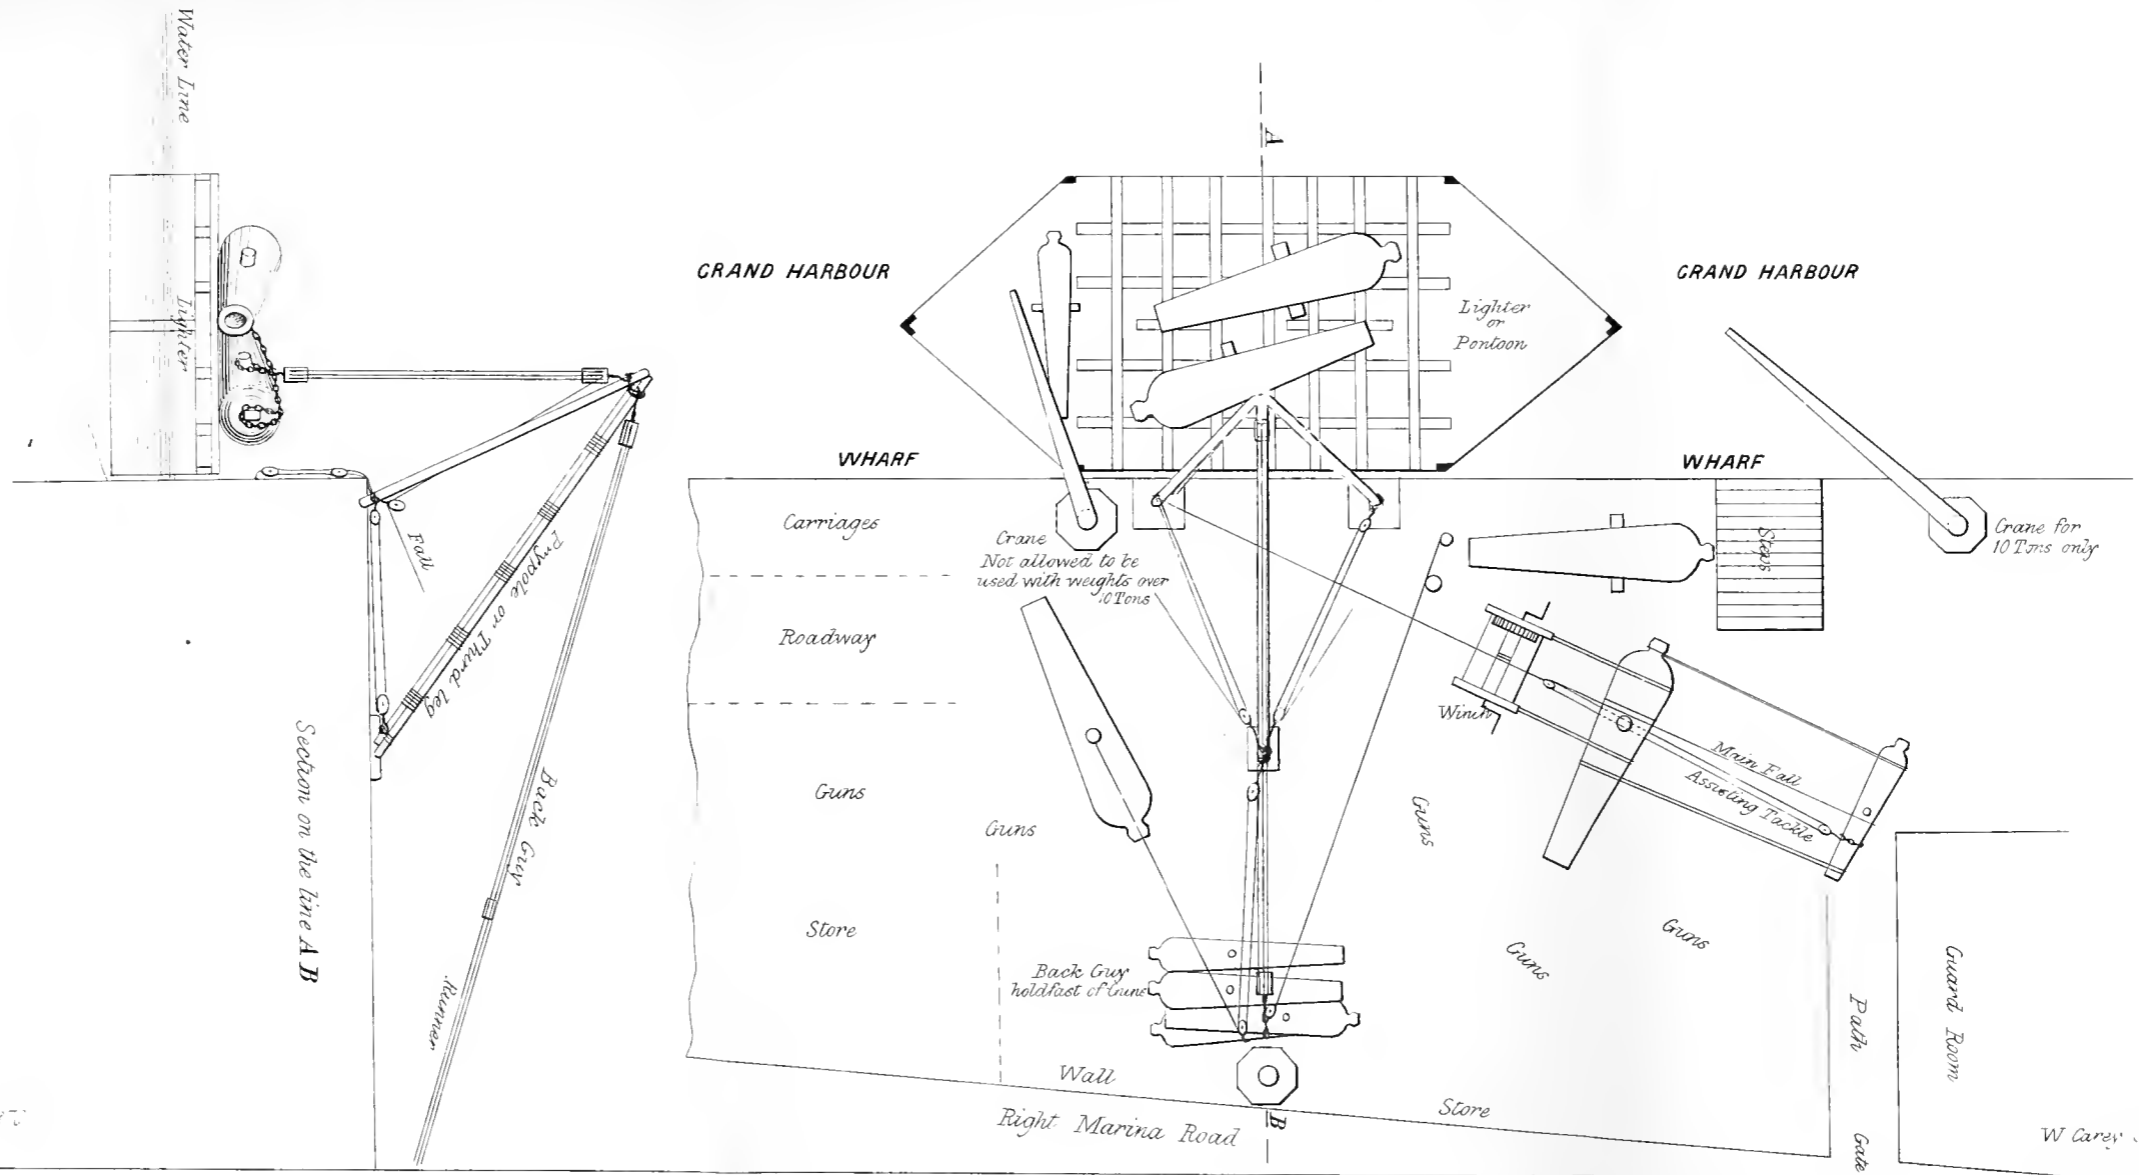 Water Line
Lighter
Fall
Prypole or Third leg
Back Guy
Runner
Section on the line A B
A
GRAND HARBOUR
GRAND HARBOUR
Lighter
or
Pontoon
WHARF
WHARF
Carriages
Crane
Not allowed to be
used with weights over
10 Tons
Steps
Crane for
10 Tons only
Roadway
Winch
Main Fall
Assisting Tackle
Guns
Guns
Guns
Store
Back Guy
holdfast of Guns
Guns
Guns
Path
Guard Room
Wall
Store
Right Marina Road
B
Gate
W Carey